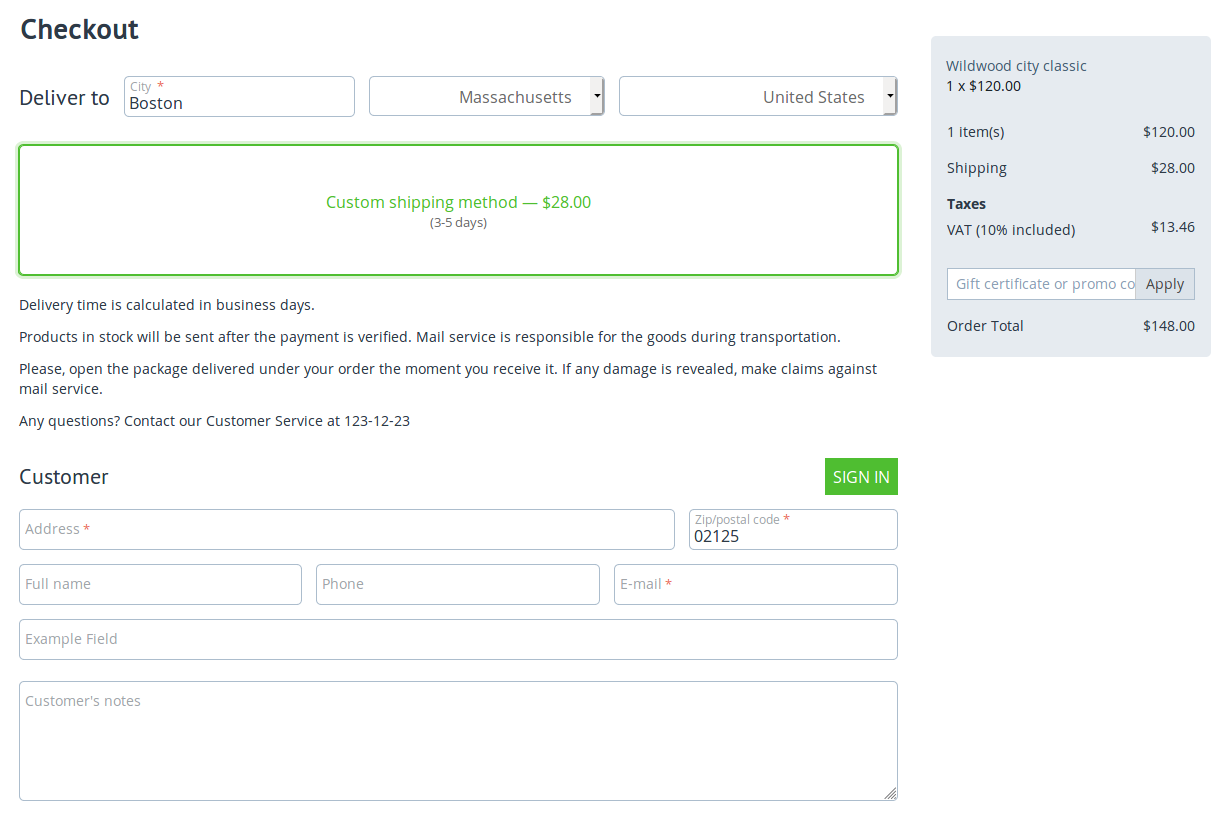 Checkout
Deliver to
City *
Boston
Massachusetts
United States
Custom shipping method — $28.00
(3-5 days)
Delivery time is calculated in business days.
Products in stock will be sent after the payment is verified. Mail service is responsible for the goods during transportation.
Please, open the package delivered under your order the moment you receive it. If any damage is revealed, make claims against
mail service.
Any questions? Contact our Customer Service at 123-12-23
Customer
SIGN IN
Address *
Zip/postal code *
02125
Full name
Phone
E-mail *
Example Field
Customer's notes
Wildwood city classic
1 x $120.00
1 item(s) $120.00
Shipping $28.00
Taxes
VAT (10% included) $13.46
Gift certificate or promo co
Apply
Order Total $148.00